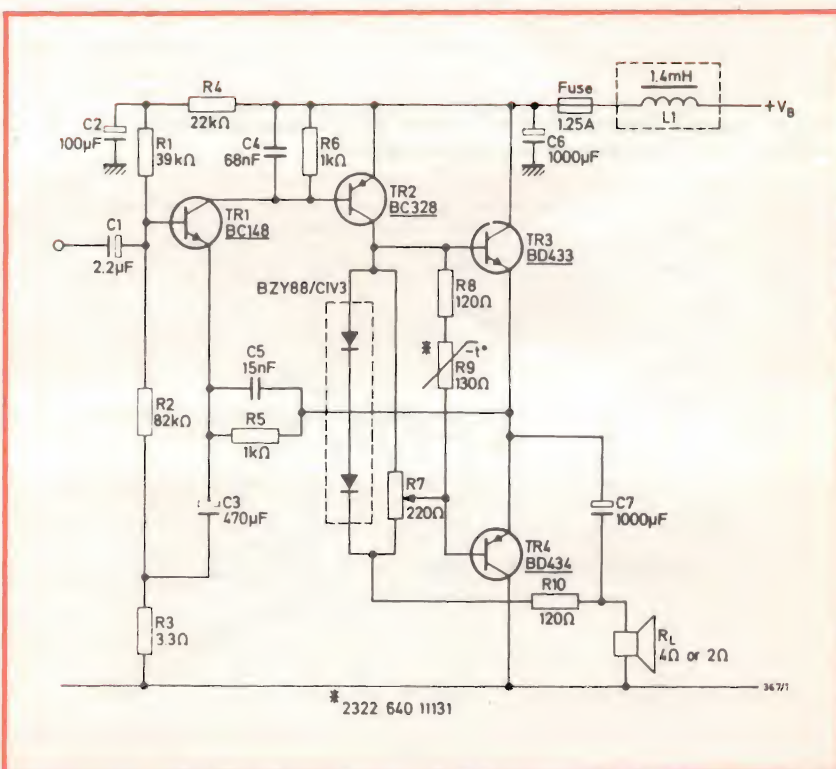 R4
22kΩ
C2
100µF
R1
39kΩ
C4
68nF
R6
1kΩ
Fuse
1.25A
1.4mH
L1
+VB
C6
1000µF
TR1
BC148
TR2
BC328
TR3
BD433
C1
2.2µF
BZY88/CIV3
R8
120Ω
* -t°
R9
130Ω
C5
15nF
R5
1kΩ
R2
82kΩ
R7
220Ω
C3
470µF
C7
1000µF
TR4
BD434
R10
120Ω
R3
3.3Ω
RL
4Ω or 2Ω
367/1
* 2322 640 11131